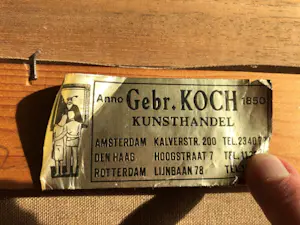 Anno Gebr. KOCH 1850
KUNSTHANDEL
AMSTERDAM KALVERSTR. 200
DEN HAAG HOOGSTRAAT 7
ROTTERDAM LIJNBAAN 78